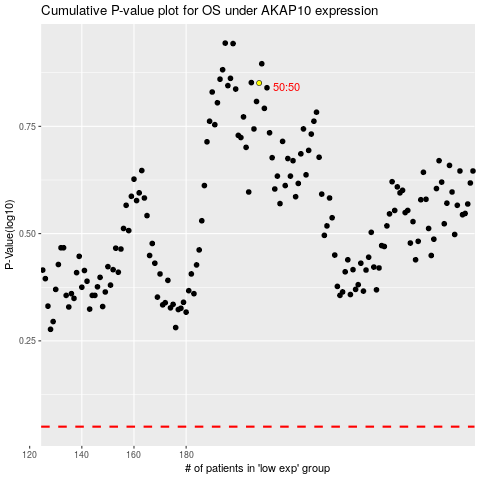 Cumulative P-value plot for OS under AKAP10 expression
P-Value(log10)
0.75
0.50
0.25
50:50
120 140 160 180
# of patients in 'low exp' group